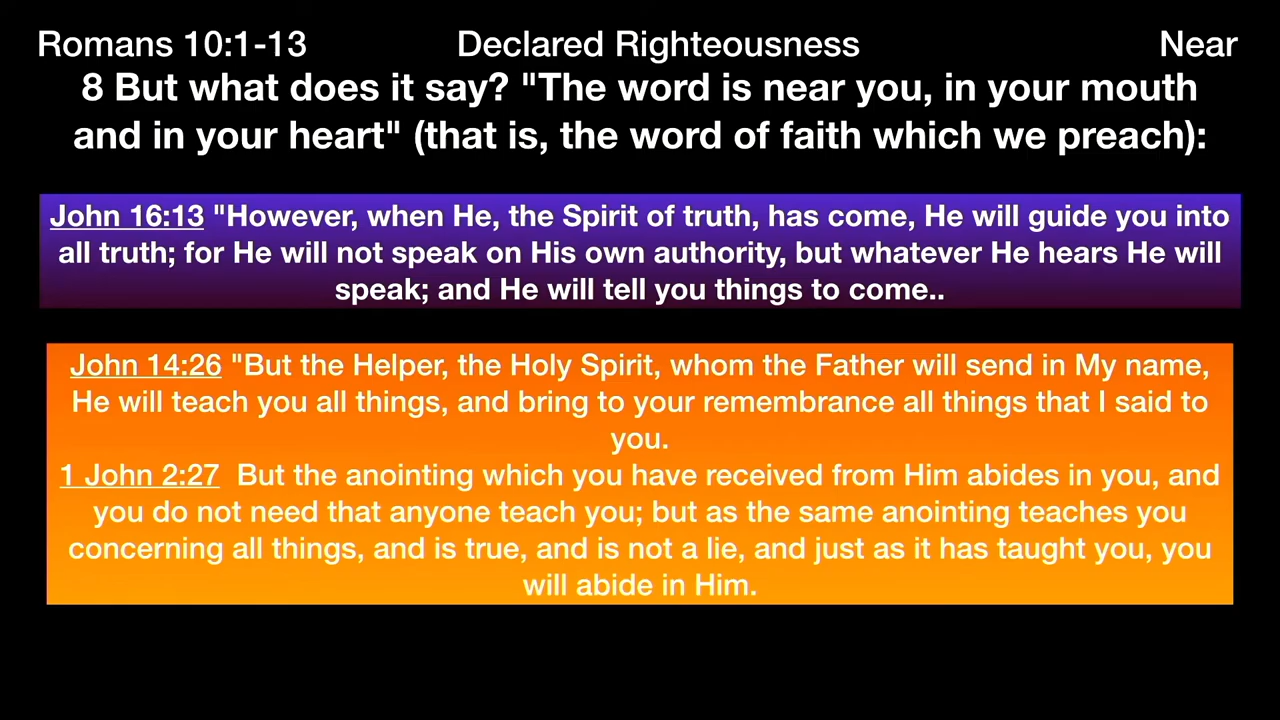 Romans 10:1-13 Declared Righteousness Near
8 But what does it say? "The word is near you, in your mouth
and in your heart" (that is, the word of faith which we preach):
John 16:13 "However, when He, the Spirit of truth, has come, He will guide you into
all truth; for He will not speak on His own authority, but whatever He hears He will
speak; and He will tell you things to come..
John 14:26 "But the Helper, the Holy Spirit, whom the Father will send in My name,
He will teach you all things, and bring to your remembrance all things that I said to
you.
1 John 2:27 But the anointing which you have received from Him abides in you, and
you do not need that anyone teach you; but as the same anointing teaches you
concerning all things, and is true, and is not a lie, and just as it has taught you, you
will abide in Him.